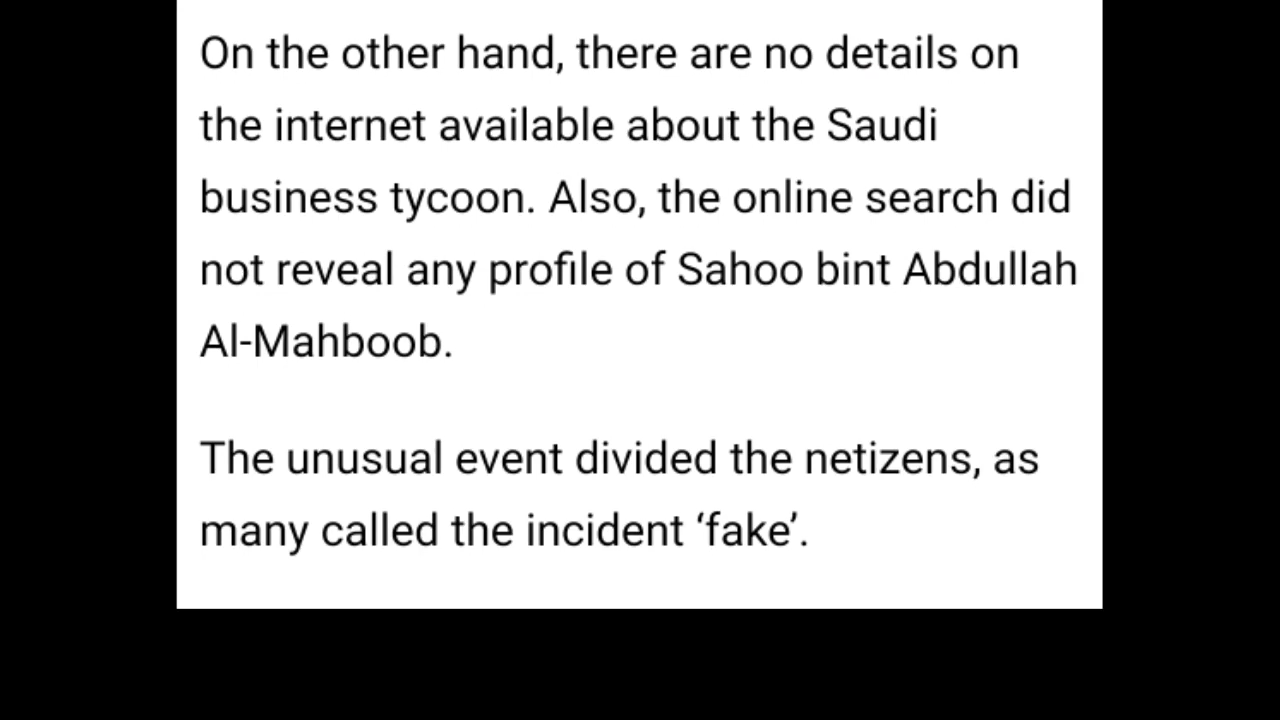 On the other hand, there are no details on
the internet available about the Saudi
business tycoon. Also, the online search did
not reveal any profile of Sahoo bint Abdullah
Al-Mahboob.
The unusual event divided the netizens, as
many called the incident ‘fake’.